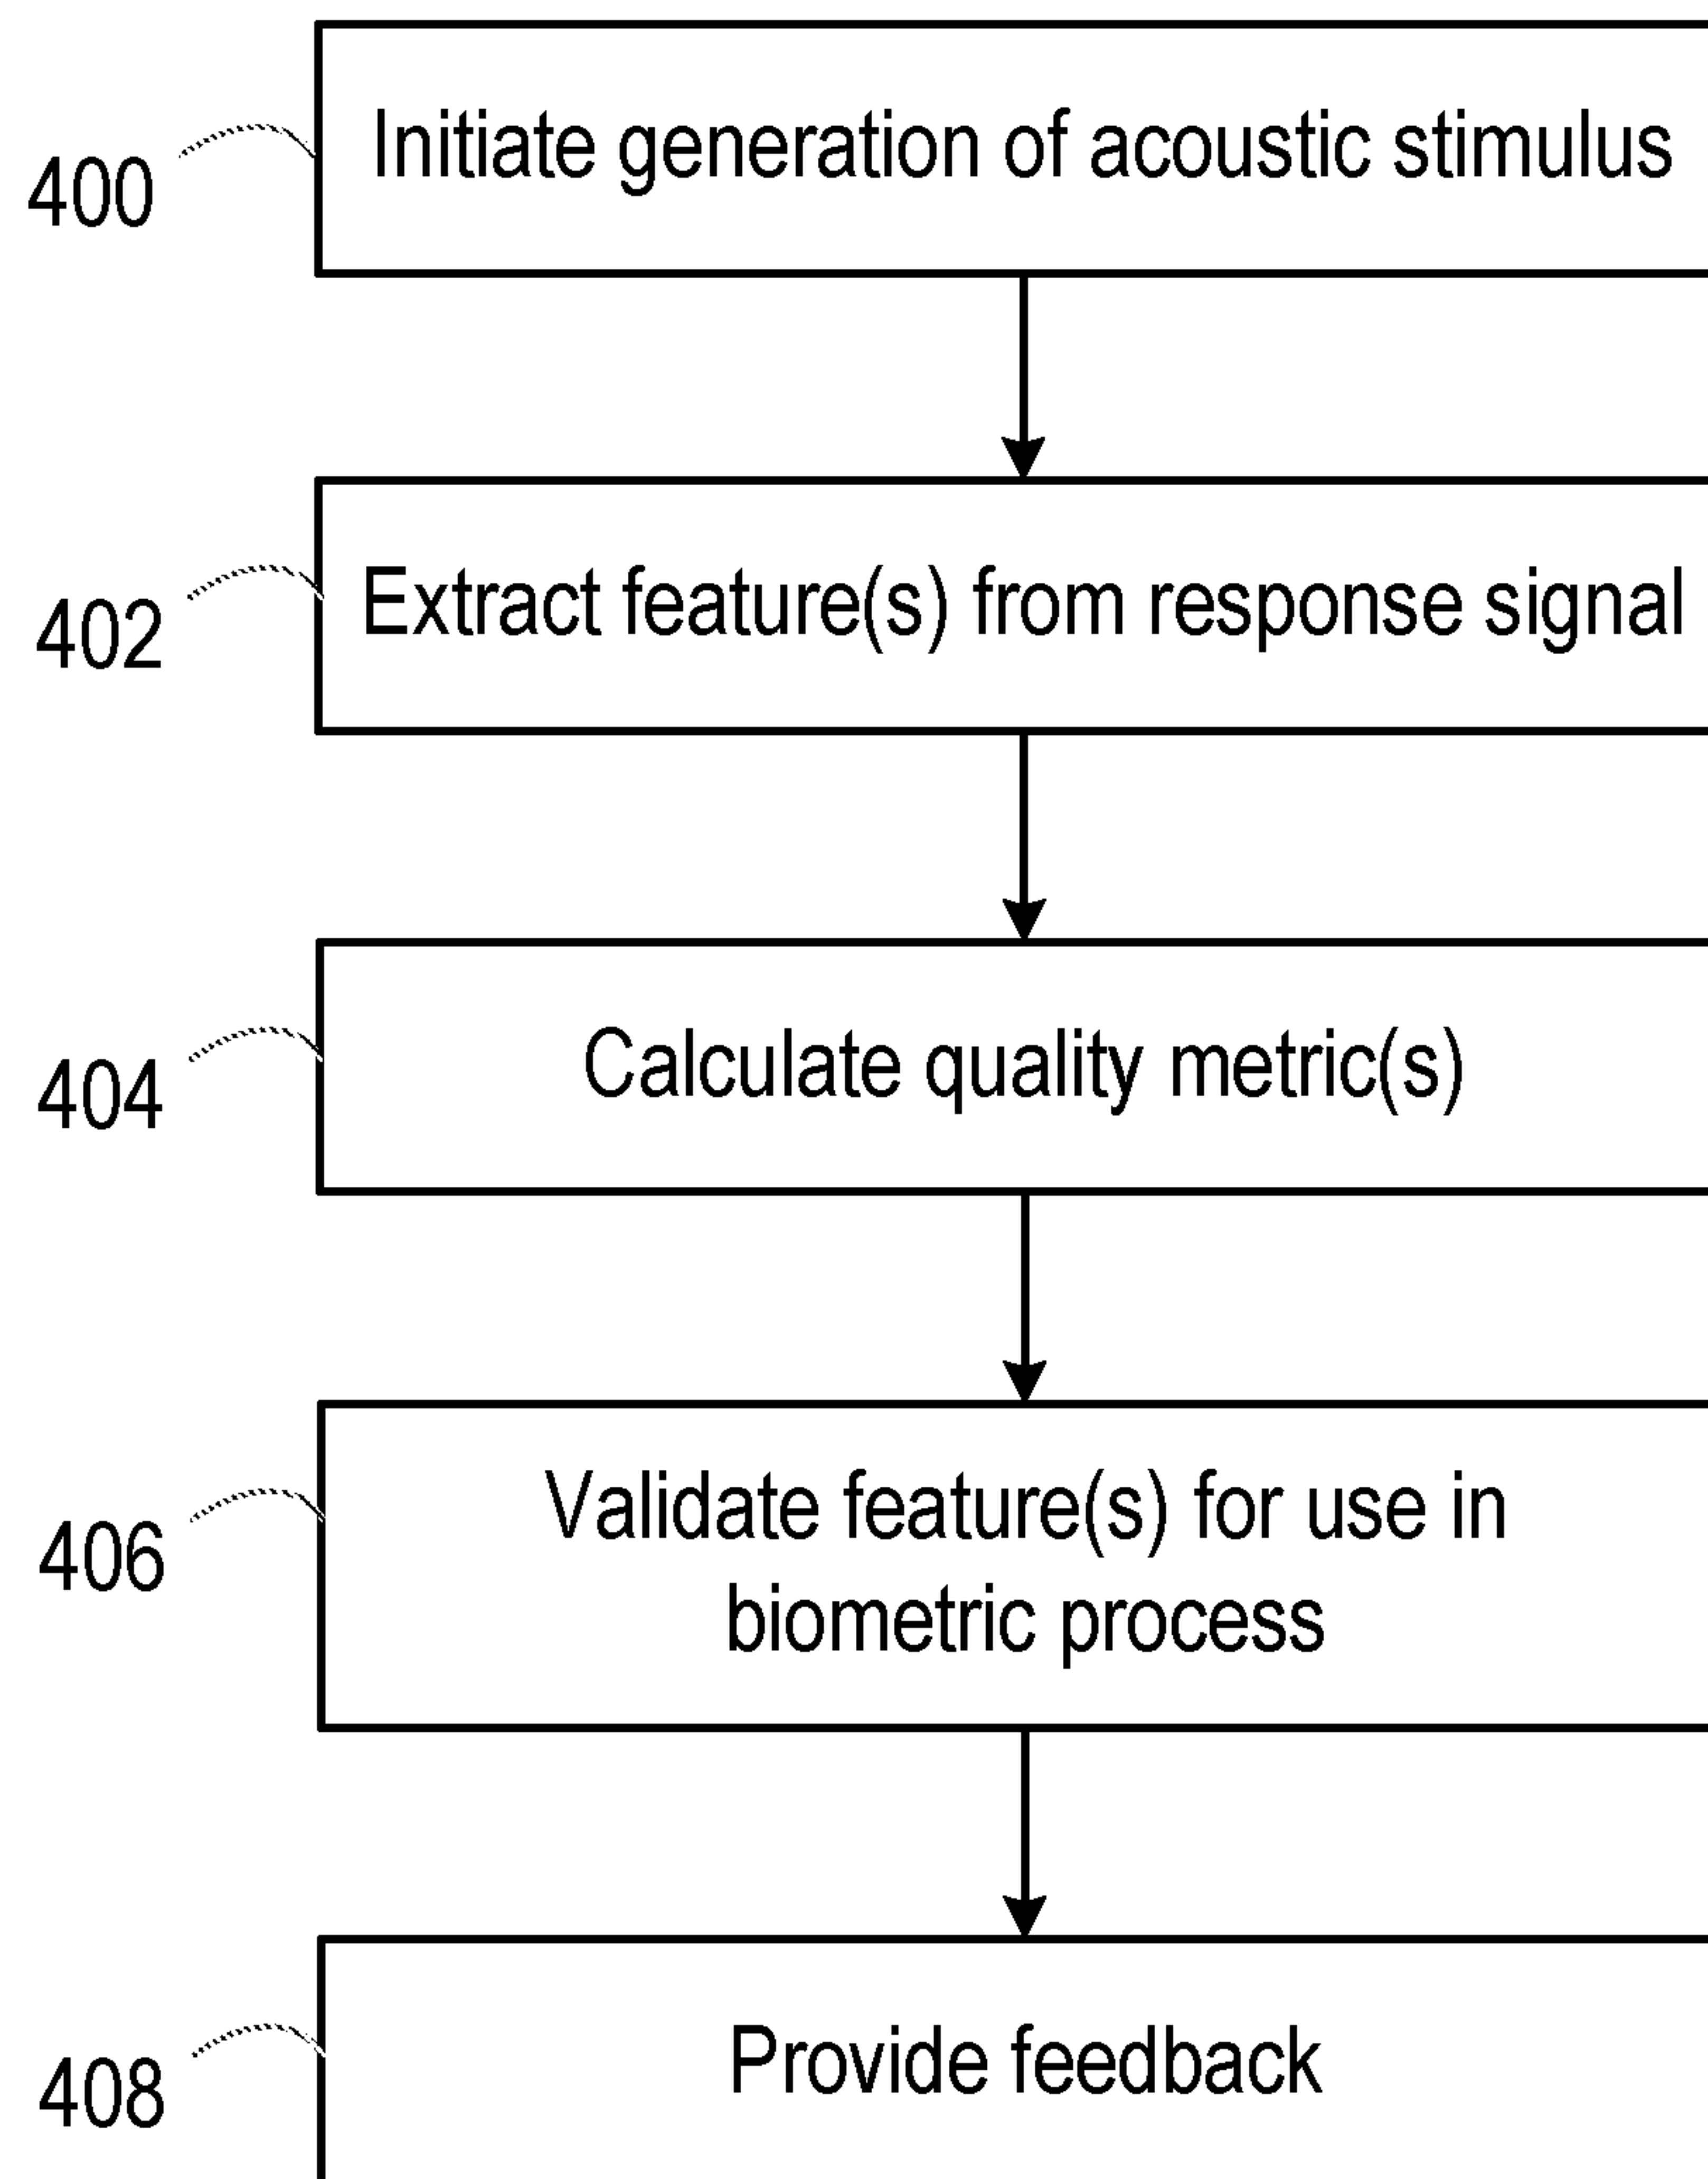 400
Initiate generation of acoustic stimulus
402
Extract feature(s) from response signal
404
Calculate quality metric(s)
406
Validate feature(s) for use in
biometric process
408
Provide feedback